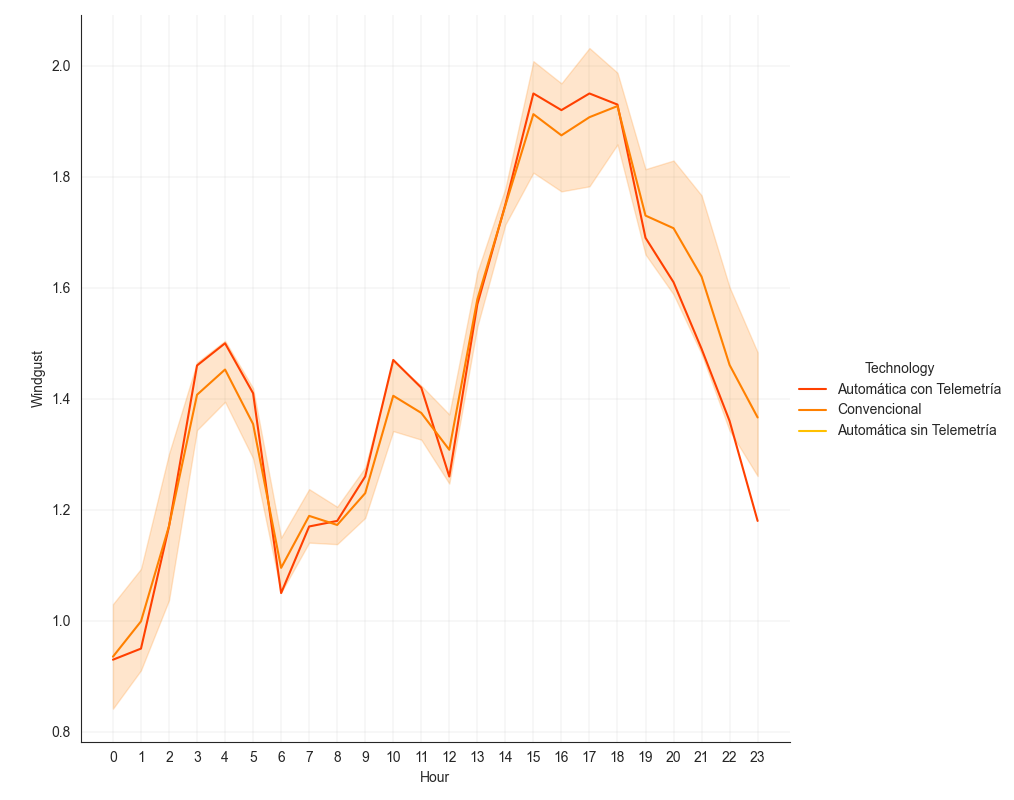 2.0
1.8
1.6
1.4
1.2
1.0
0.8
Windgust
0 1 2 3 4 5 6 7 8 9 10 11 12 13 14 15 16 17 18 19 20 21 22 23
Hour
Technology
Automática con Telemetría
Convencional
Automática sin Telemetría